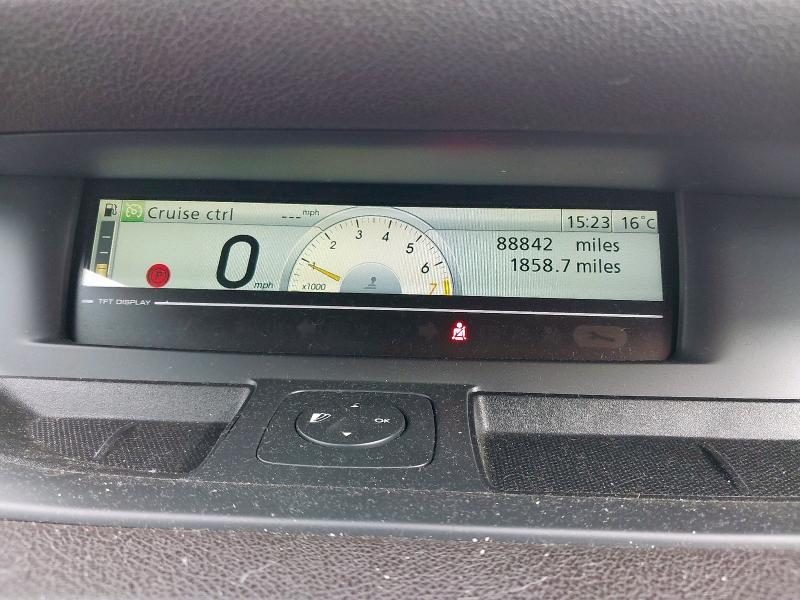 Cruise ctrl ---mph 15:23 16°C
88842 miles
1858.7 miles
P 0 mph
1 2 3 4 5 6 7
x1000
TFT DISPLAY
OK